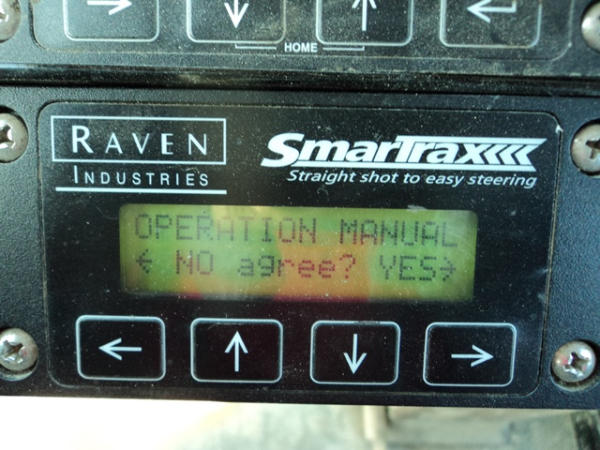 HOME
RAVEN
INDUSTRIES
SmarTrax
Straight shot to easy steering
OPERATION MANUAL
← NO agree? YES→